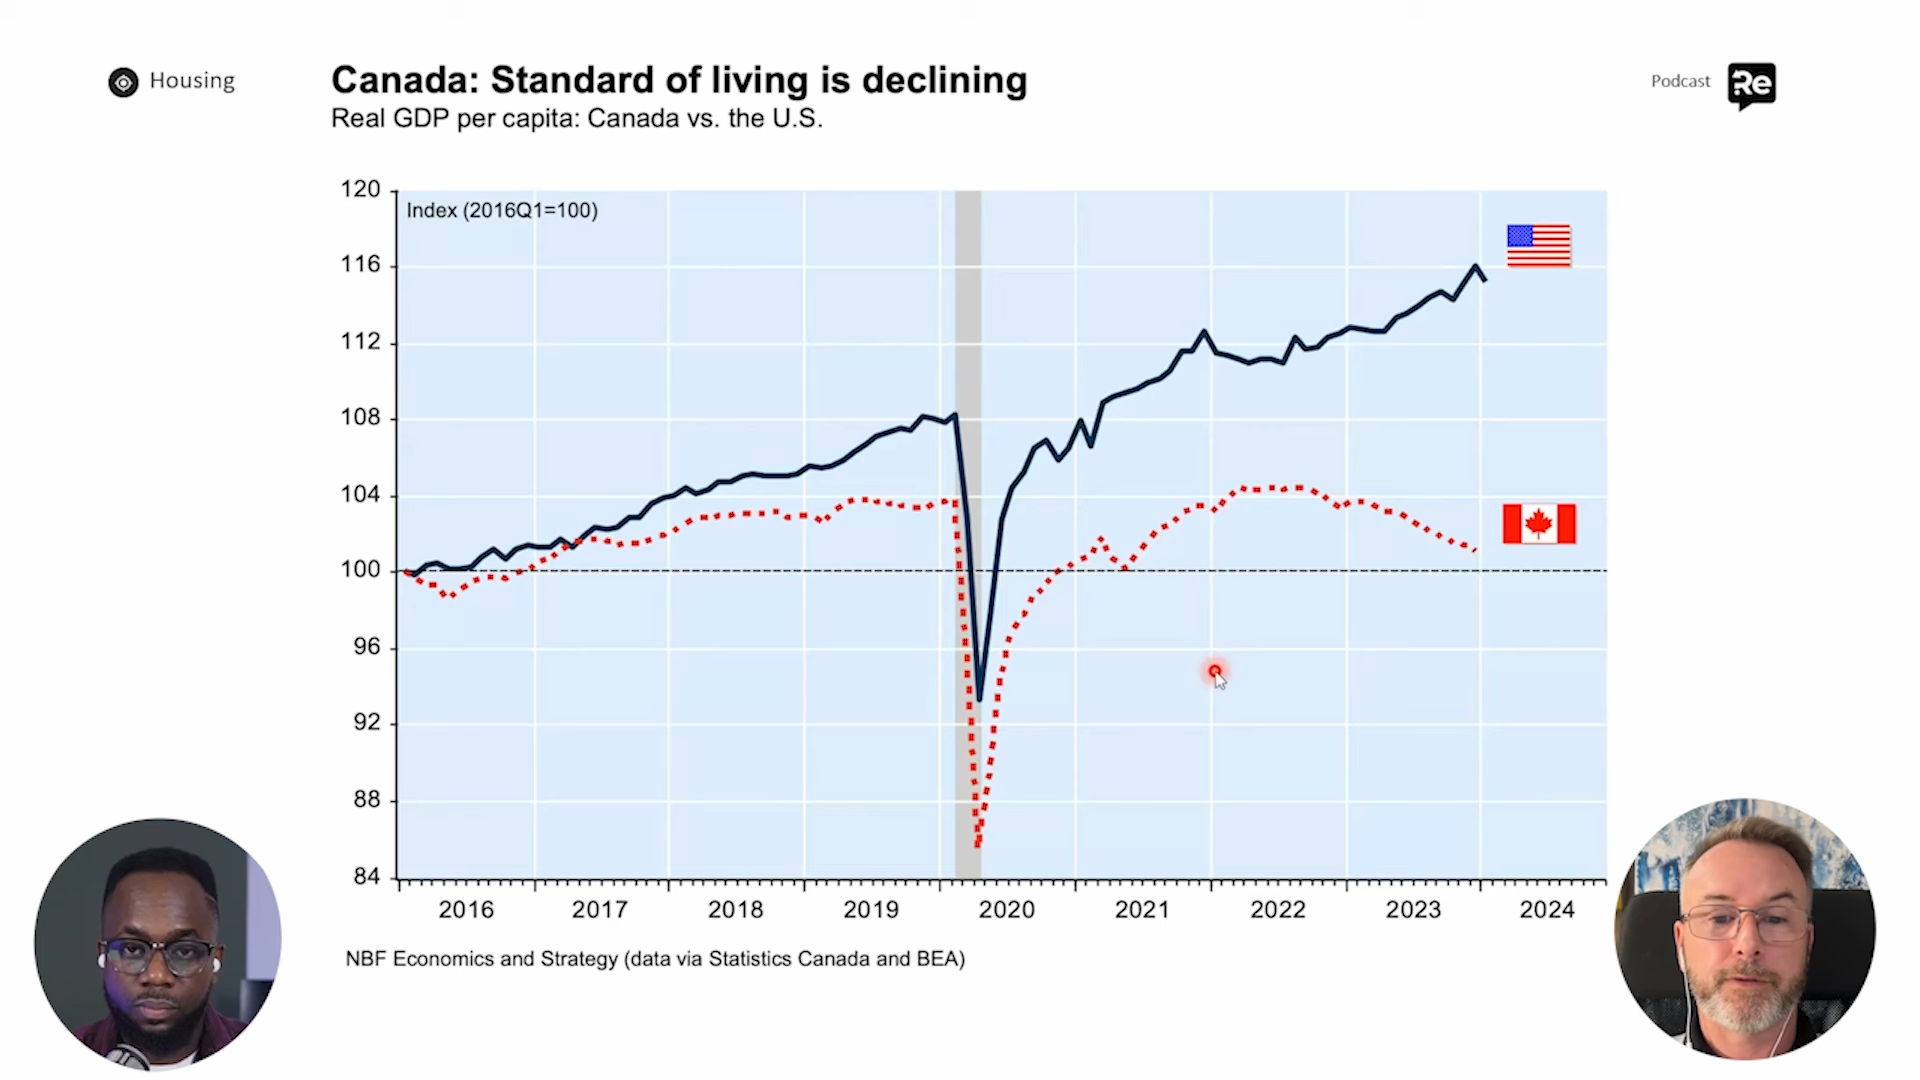 Housing
Canada: Standard of living is declining
Real GDP per capita: Canada vs. the U.S.
Podcast Re
120
Index (2016Q1=100)
116
112
108
104
100
96
92
88
84
2016 2017 2018 2019 2020 2021 2022 2023 2024
NBF Economics and Strategy (data via Statistics Canada and BEA)